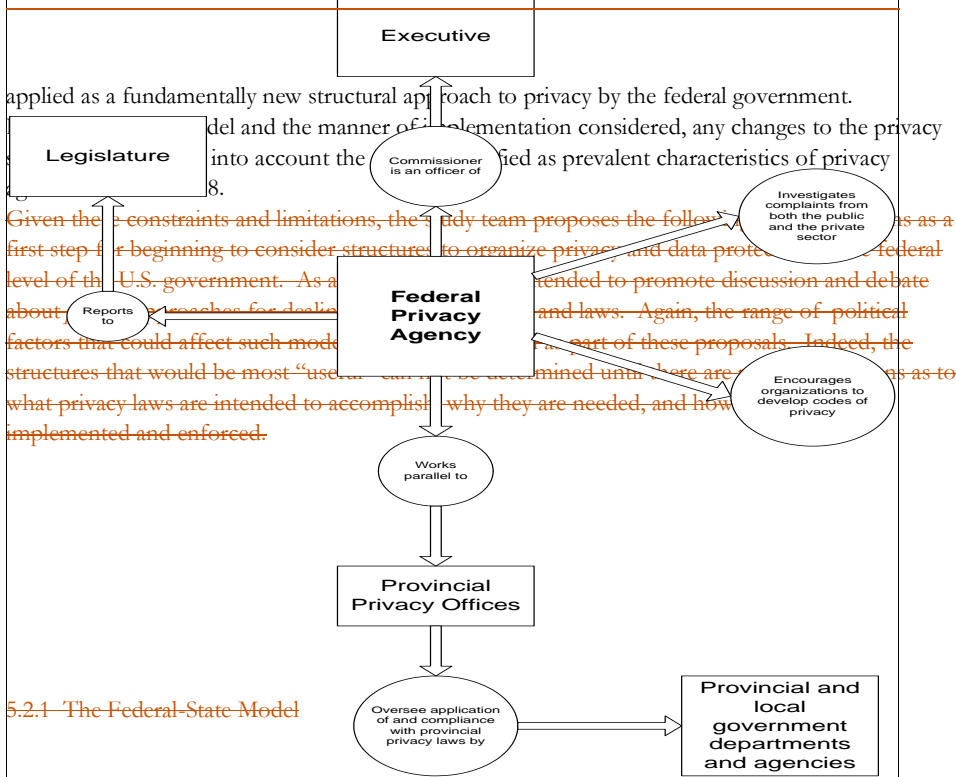 Executive
applied as a fundamentally new structural approach to privacy by the federal government.
and the manner of implementation considered, any changes to the privacy
into account the as prevalent characteristics of privacy
8.
Legislature
Commissioner
is an officer of
Investigates
complaints from
both the public
and the private
sector
Given these constraints and limitations, the study team proposes the as a
first step for beginning to consider structures to organize privacy and data federal
level of the U.S. government. As a to promote discussion and debate
about and laws. Again, the range of political
factors that could affect such as part of these proposals. Indeed, the
structures that would be most “useful” can not be determined until there are as to
what privacy laws are intended to accomplish, why they are needed, and how
implemented and enforced.
Reports
to
Federal
Privacy
Agency
Encourages
organizations to
develop codes of
privacy
Works
parallel to
Provincial
Privacy Offices
5.2.1 The Federal-State Model
Oversee application
of and compliance
with provincial
privacy laws by
Provincial and
local
government
departments
and agencies